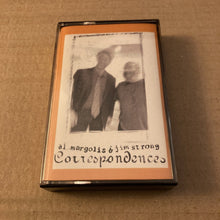 al margolis & jim strong
Correspondences